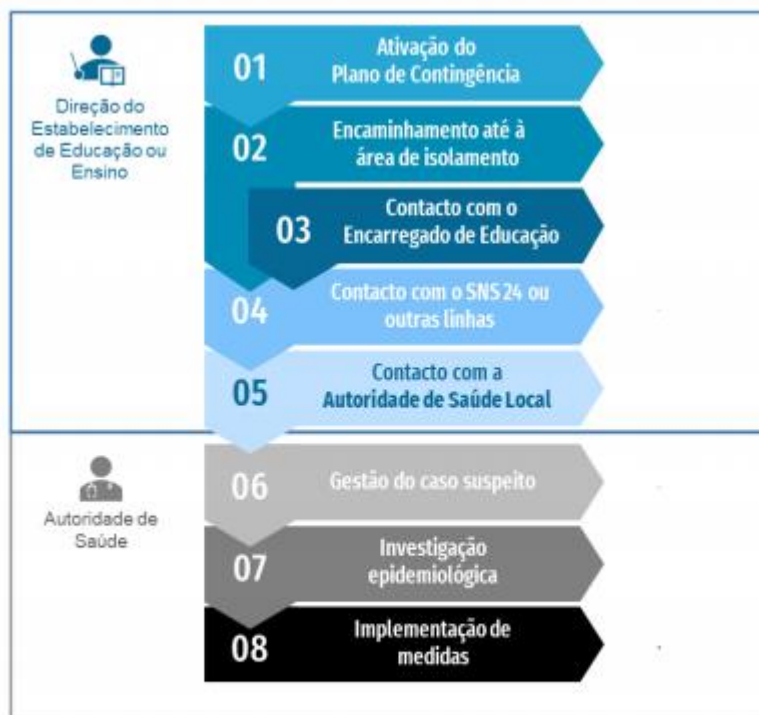 Direção do
Estabelecimento
de Educação ou
Ensino
01
Ativação do
Plano de Contingência
02
Encaminhamento até à
área de isolamento
03
Contacto com o
Encarregado de Educação
04
Contacto com o SNS 24 ou
outras linhas
05
Contacto com a
Autoridade de Saúde Local
Autoridade de
Saúde
06
Gestão do caso suspeito
07
Investigação
epidemiológica
08
Implementação de
medidas